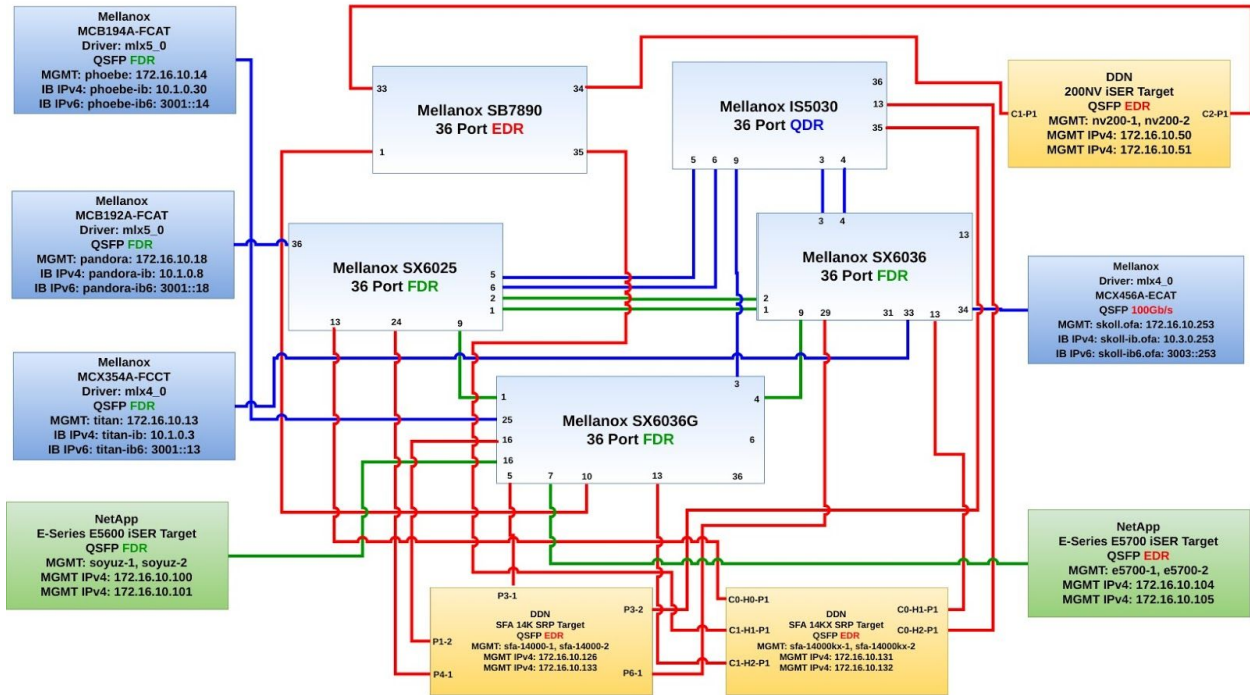 Mellanox
MCB194A-FCAT
Driver: mlx5_0
QSFP FDR
MGMT: phoebe: 172.16.10.14
IB IPv4: phoebe-ib: 10.1.0.30
IB IPv6: phoebe-ib6: 3001::14
33
34
Mellanox SB7890
36 Port EDR
1
35
36
13
Mellanox IS5030
36 Port QDR
35
5
6
9
3
4
DDN
200NV iSER Target
QSFP EDR
C1-P1
C2-P1
MGMT: nv200-1, nv200-2
MGMT IPv4: 172.16.10.50
MGMT IPv4: 172.16.10.51
Mellanox
MCB192A-FCAT
Driver: mlx5_0
QSFP FDR
MGMT: pandora: 172.16.10.18
IB IPv4: pandora-ib: 10.1.0.8
IB IPv6: pandora-ib6: 3001::18
36
Mellanox SX6025
36 Port FDR
5
6
2
1
13
24
9
3
4
13
Mellanox SX6036
36 Port FDR
2
1
34
9
29
31
33
13
Mellanox
Driver: mlx4_0
MCX456A-ECAT
QSFP 100Gb/s
MGMT: skoll.ofa: 172.16.10.253
IB IPv4: skoll-ib.ofa: 10.3.0.253
IB IPv6: skoll-ib6.ofa: 3003::253
Mellanox
MCX354A-FCCT
Driver: mlx4_0
QSFP FDR
MGMT: titan: 172.16.10.13
IB IPv4: titan-ib: 10.1.0.3
IB IPv6: titan-ib6: 3001::13
3
1
4
Mellanox SX6036G
36 Port FDR
25
16
6
16
5
7
10
13
36
NetApp
E-Series E5600 iSER Target
QSFP FDR
MGMT: soyuz-1, soyuz-2
MGMT IPv4: 172.16.10.100
MGMT IPv4: 172.16.10.101
NetApp
E-Series E5700 iSER Target
QSFP EDR
MGMT: e5700-1, e5700-2
MGMT IPv4: 172.16.10.104
MGMT IPv4: 172.16.10.105
P3-1
P3-2
DDN
SFA 14K SRP Target
QSFP EDR
P1-2
MGMT: sfa-14000-1, sfa-14000-2
MGMT IPv4: 172.16.10.126
MGMT IPv4: 172.16.10.133
P4-1
P6-1
C0-H0-P1
C0-H1-P1
DDN
SFA 14KX SRP Target
QSFP EDR
C1-H1-P1
C0-H2-P1
MGMT: sfa-14000kx-1, sfa-14000kx-2
MGMT IPv4: 172.16.10.131
MGMT IPv4: 172.16.10.132
C1-H2-P1